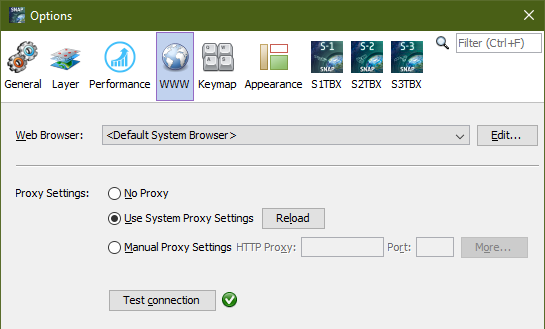 SNAP
Options
Filter (Ctrl+F)
G W
A V
S-1
SNAP
S-2
SNAP
S-3
SNAP
General Layer Performance WWW Keymap Appearance S1TBX S2TBX S3TBX
Web Browser: <Default System Browser> Edit...
Proxy Settings: No Proxy
Use System Proxy Settings Reload
Manual Proxy Settings HTTP Proxy: Port: More...
Test connection